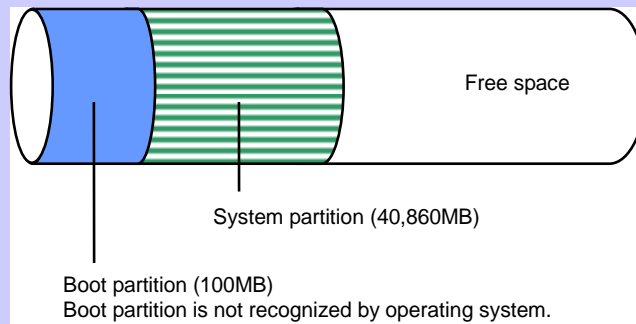 Free space
System partition (40,860MB)
Boot partition (100MB)
Boot partition is not recognized by operating system.